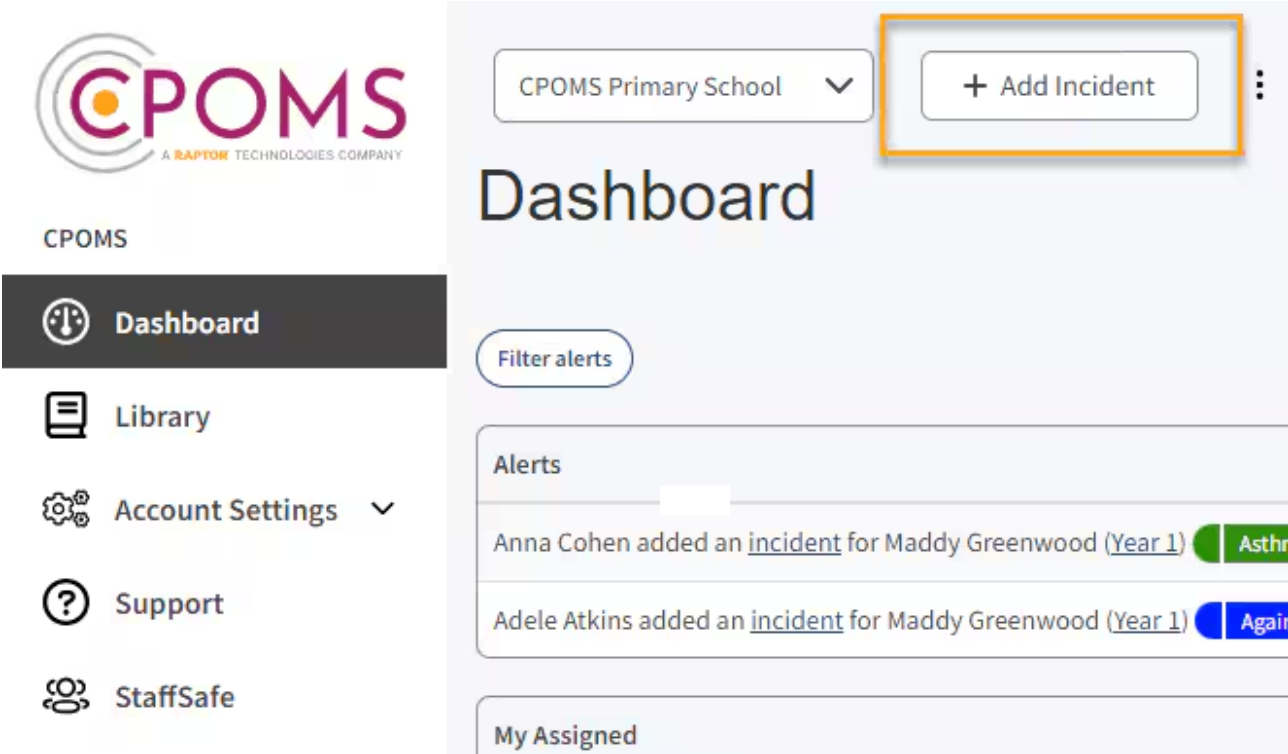 CPOMS
A RAPTOR TECHNOLOGIES COMPANY
CPOMS
Dashboard
Library
Account Settings
Support
StaffSafe
CPOMS Primary School
+ Add Incident
Dashboard
Filter alerts
Alerts
Anna Cohen added an incident for Maddy Greenwood (Year 1)
Adele Atkins added an incident for Maddy Greenwood (Year 1)
My Assigned